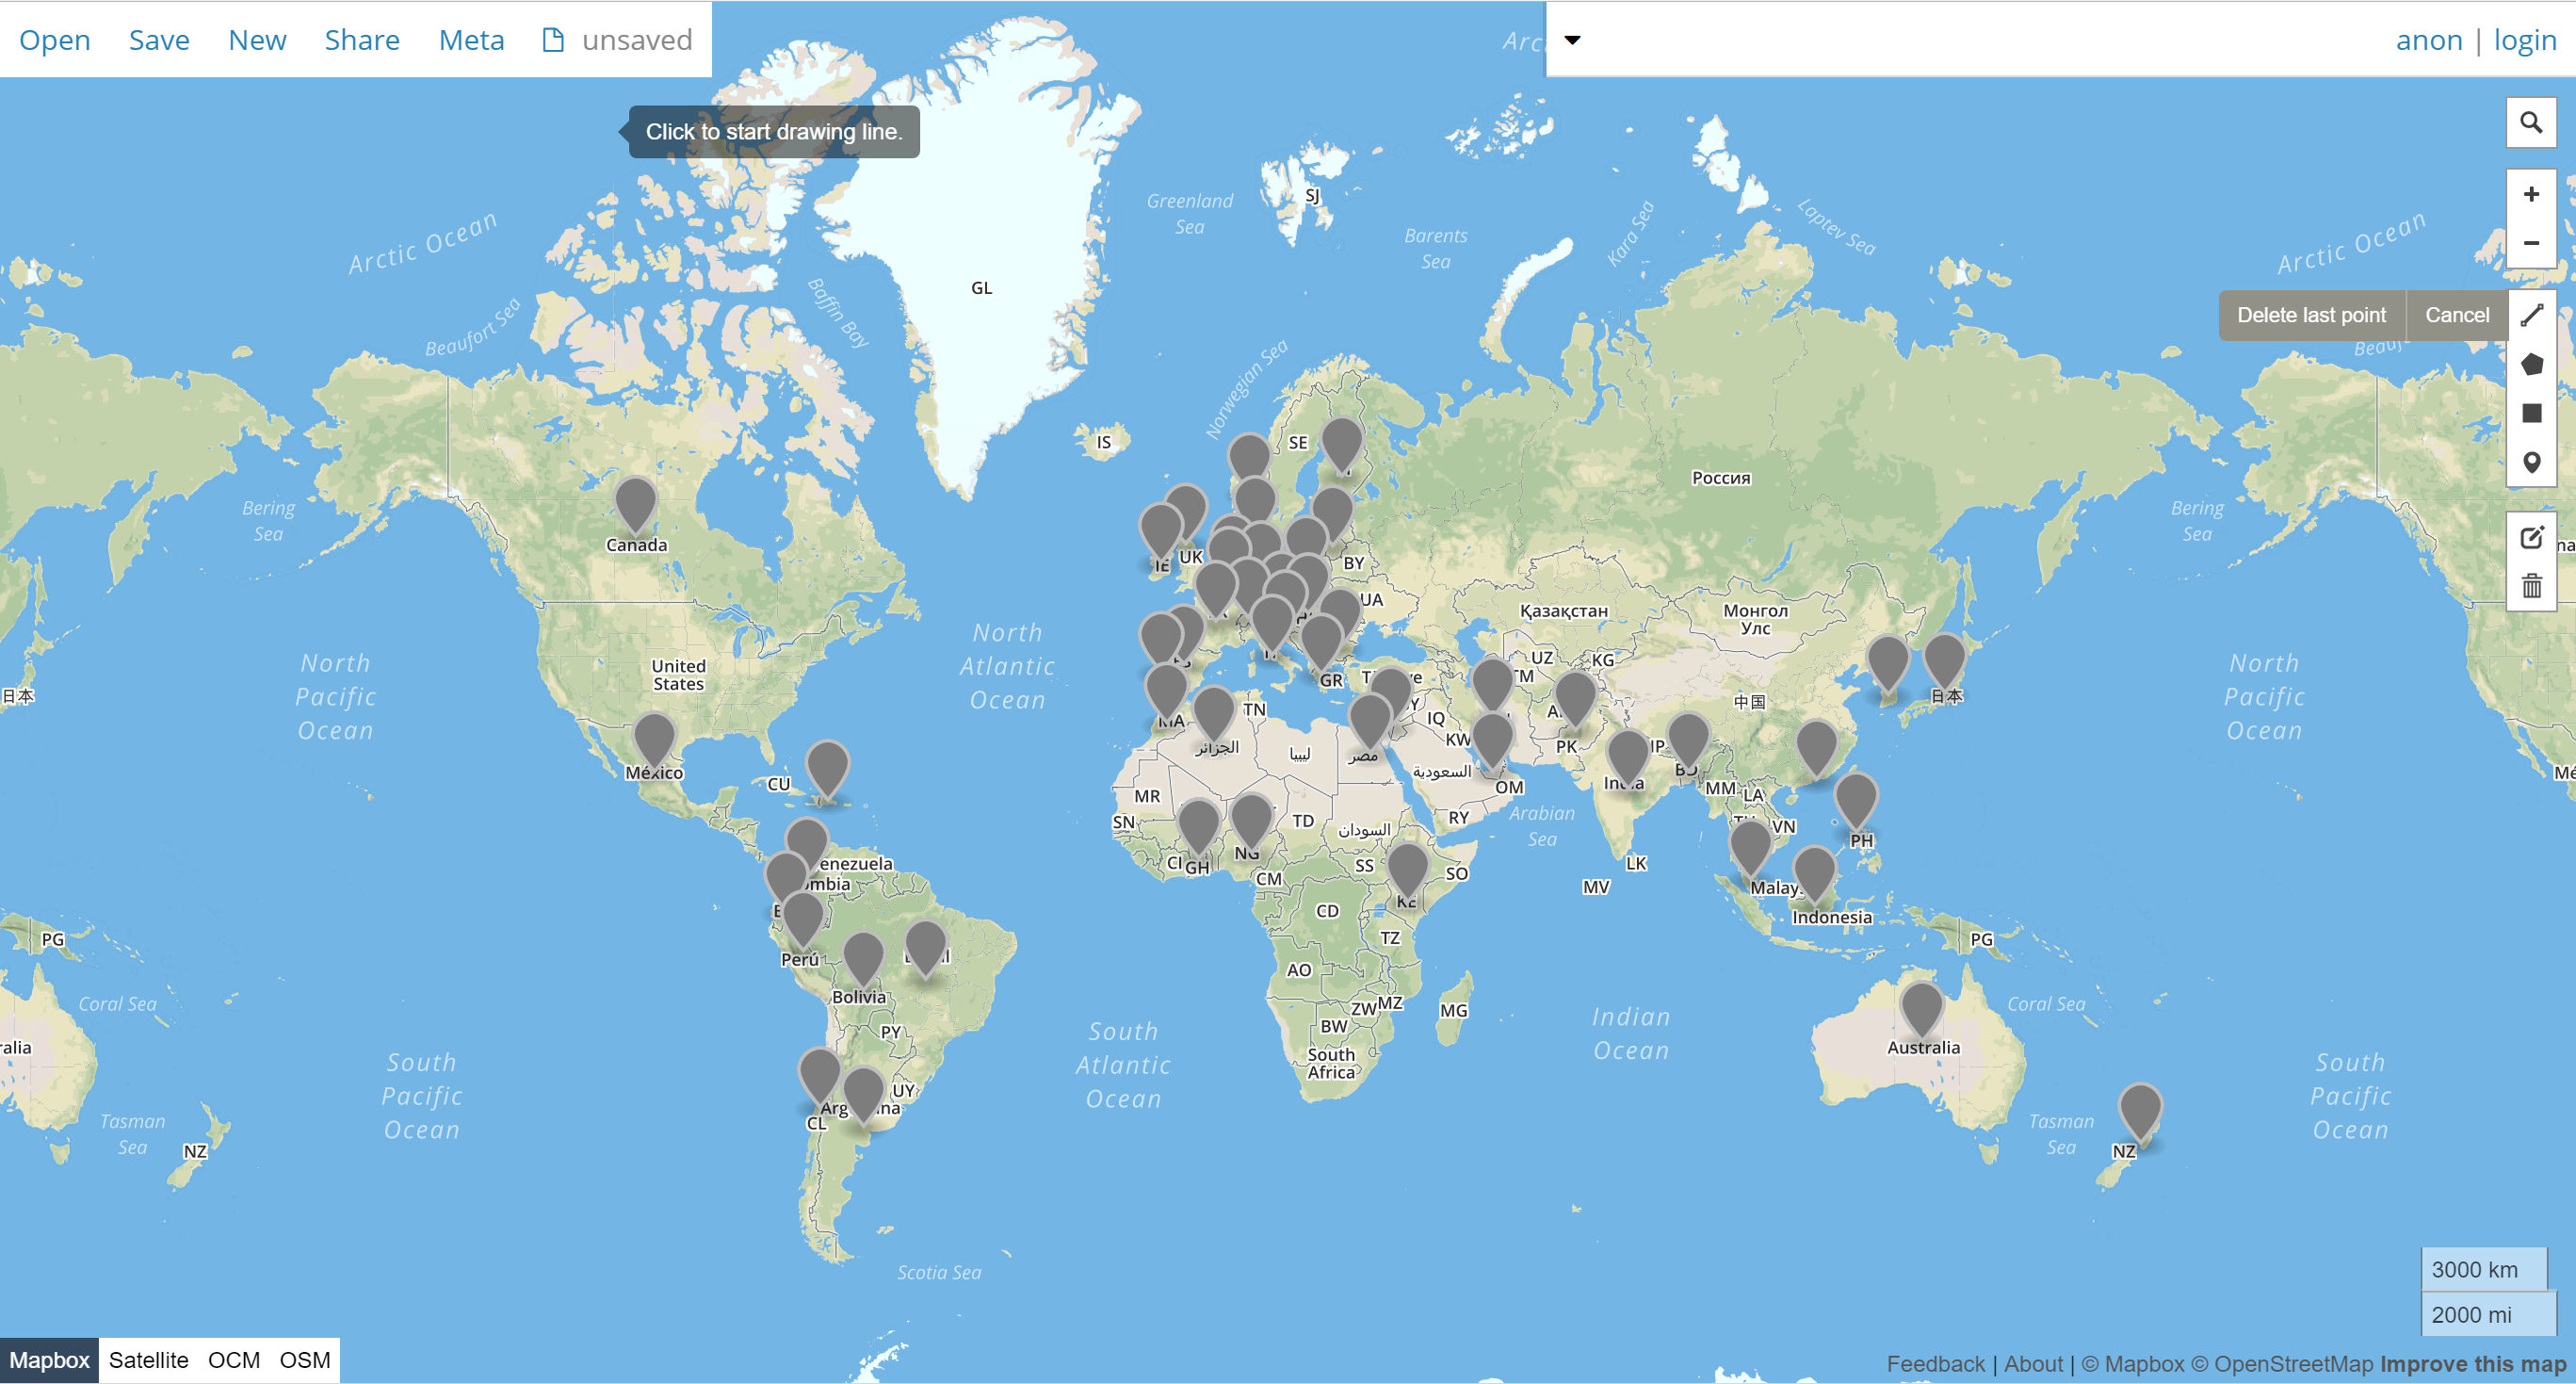 Open Save New Share Meta unsaved
anon | login
Click to start drawing line.
SJ
Greenland
Sea
Barents
Sea
Kara Sea
Laptev Sea
Arctic Ocean
Arctic Ocean
Beaufort Sea
Baffin Bay
GL
Norwegian Sea
Delete last point Cancel
IS
SE
Россия
Bering
Sea
Bering
Sea
Canada
IE
UK
BY
UA
Қазақстан
Монгол
Улс
North
Pacific
Ocean
United
States
North
Atlantic
Ocean
North
Pacific
Ocean
日本
GR
UZ
KG
TM
中国
日本
MA
TN
IQ
الجزائر
ليبيا
مصر
KW
PK
México
CU
السعودية
OM
India
BD
MM
LA
MR
SN
TD
السودان
RY
Arabian
Sea
VN
PH
CI
GH
NG
CM
SS
SO
LK
MV
KE
Indonesia
CD
TZ
PG
PG
Perú
Bolivia
AO
ZW
MZ
MG
BW
South
Africa
PY
UY
CL
Coral Sea
Coral Sea
Australia
Tasman
Sea
Tasman
Sea
NZ
NZ
South
Pacific
Ocean
South
Atlantic
Ocean
Indian
Ocean
South
Pacific
Ocean
Scotia Sea
3000 km
2000 mi
Mapbox Satellite OCM OSM
Feedback | About | © Mapbox © OpenStreetMap Improve this map